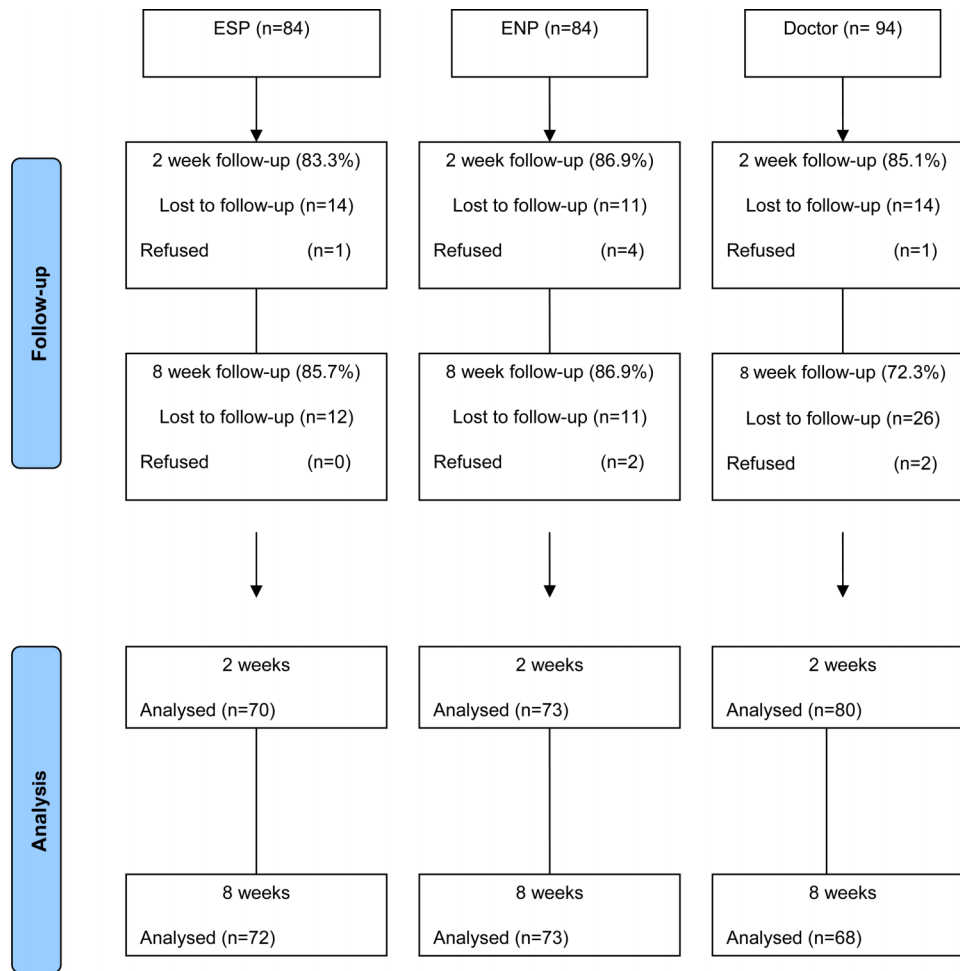 ESP (n=84)
ENP (n=84)
Doctor (n= 94)
Follow-up
2 week follow-up (83.3%)
Lost to follow-up (n=14)
Refused (n=1)
2 week follow-up (86.9%)
Lost to follow-up (n=11)
Refused (n=4)
2 week follow-up (85.1%)
Lost to follow-up (n=14)
Refused (n=1)
8 week follow-up (85.7%)
Lost to follow-up (n=12)
Refused (n=0)
8 week follow-up (86.9%)
Lost to follow-up (n=11)
Refused (n=2)
8 week follow-up (72.3%)
Lost to follow-up (n=26)
Refused (n=2)
Analysis
2 weeks
Analysed (n=70)
2 weeks
Analysed (n=73)
2 weeks
Analysed (n=80)
8 weeks
Analysed (n=72)
8 weeks
Analysed (n=73)
8 weeks
Analysed (n=68)